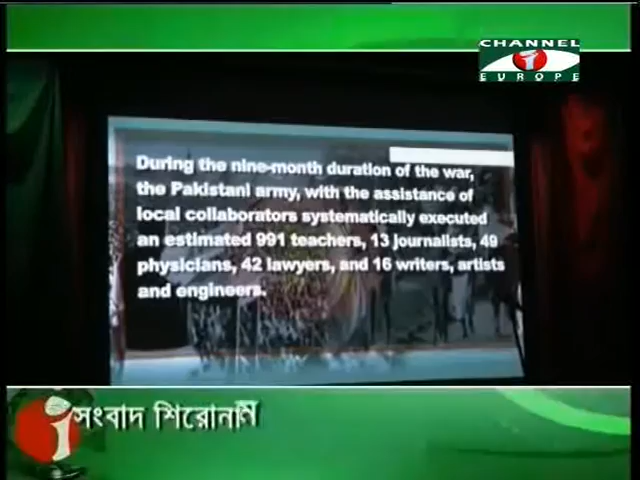 CHANNEL
i
EUROPE
During the nine-month duration of the war,
the Pakistani army, with the assistance of
local collaborators systematically executed
an estimated 991 teachers, 13 journalists, 49
physicians, 42 lawyers, and 16 writers, artists
and engineers.
i
সংবাদ শিরোনাম